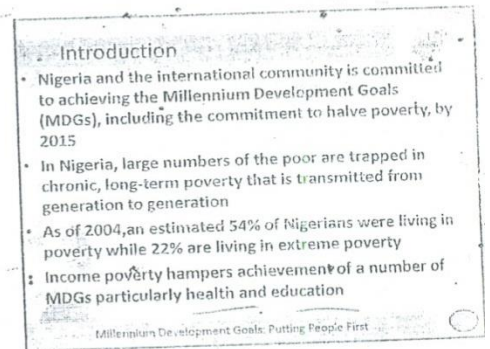 Introduction
• Nigeria and the international community is committed
to achieving the Millennium Development Goals
(MDGs), including the commitment to halve poverty, by
2015
• In Nigeria, large numbers of the poor are trapped in
chronic, long-term poverty that is transmitted from
generation to generation
• As of 2004,an estimated 54% of Nigerians were living in
poverty while 22% are living in extreme poverty
• Income poverty hampers achievement of a number of
MDGs particularly health and education
Millennium Development Goals: Putting People First